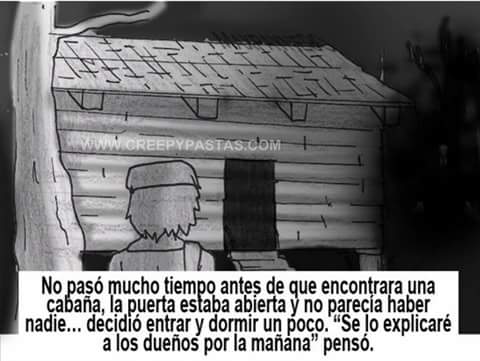 WWW.CREEPYPASTAS.COM
No pasó mucho tiempo antes de que encontrara una
cabaña, la puerta estaba abierta y no parecía haber
nadie... decidió entrar y dormir un poco. “Se lo explicaré
a los dueños por la mañana” pensó.